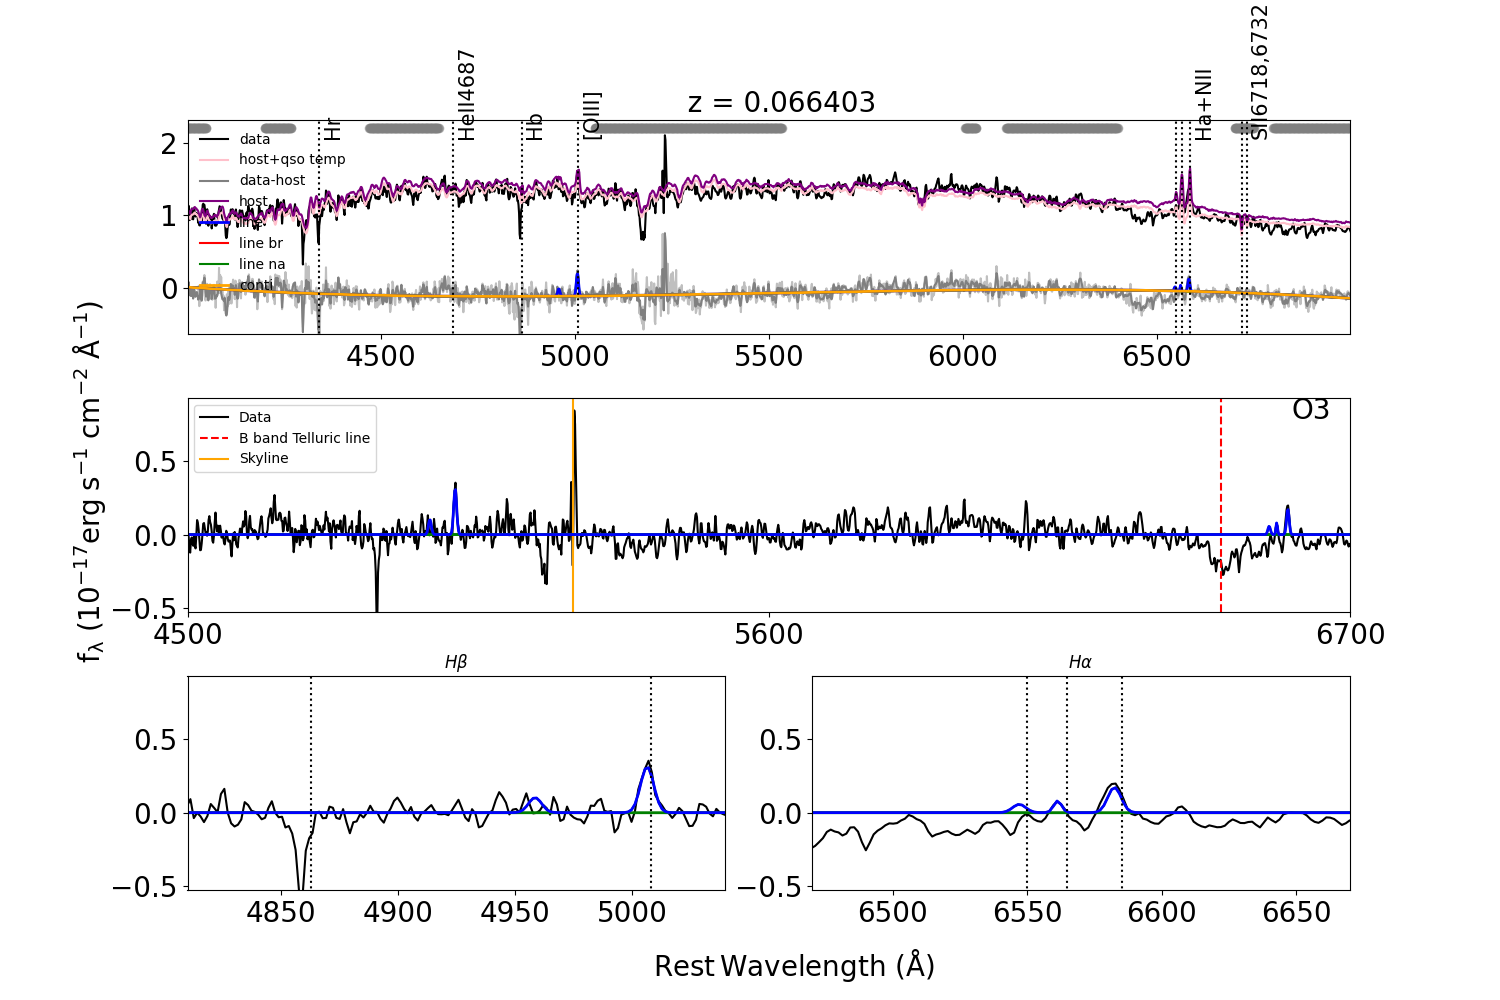 Hr
HeII4687
Hb
[OIII]
Ha+NII
SII6718,6732
z = 0.066403
data
host+qso temp
data-host
host
line
line br
line na
conti
2
1
0
4500
5000
5500
6000
6500
f_λ (10^{-17} erg s^{-1} cm^{-2} Å^{-1})
Data
B band Telluric line
Skyline
O3
0.5
0.0
−0.5
4500
5600
6700
Hβ
0.5
0.0
−0.5
4850
4900
4950
5000
Hα
0.5
0.0
−0.5
6500
6550
6600
6650
Rest Wavelength (Å)